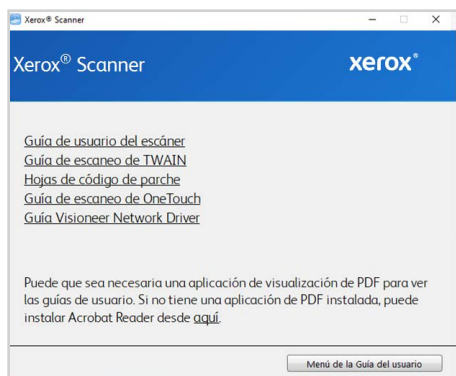 Xerox® Scanner
Xerox® Scanner
xerox®
Guía de usuario del escáner
Guía de escaneo de TWAIN
Hojas de código de parche
Guía de escaneo de OneTouch
Guía Visioneer Network Driver
Puede que sea necesaria una aplicación de visualización de PDF para ver
las guías de usuario. Si no tiene una aplicación de PDF instalada, puede
instalar Acrobat Reader desde aquí.
Menú de la Guía del usuario